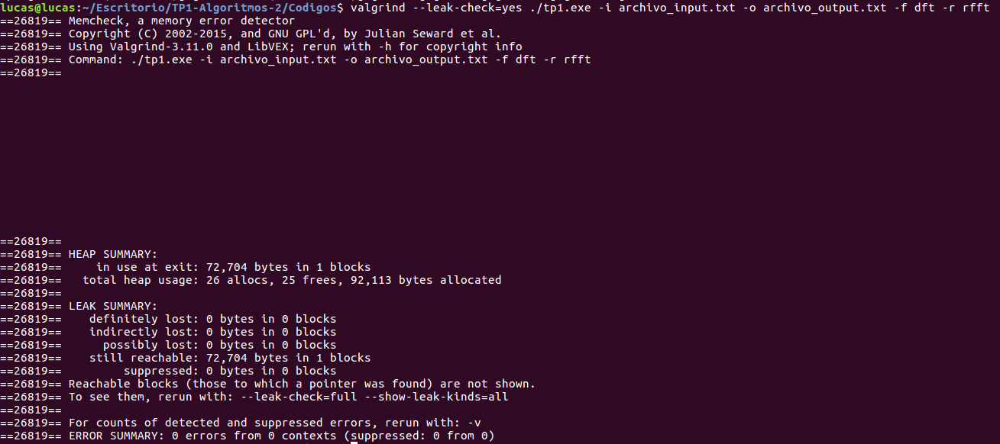 lucas@lucas:~/Escritorio/TP1-Algoritmos-2/Codigos$ valgrind --leak-check=yes ./tp1.exe -i archivo_input.txt -o archivo_output.txt -f dft -r rfft
==26819== Memcheck, a memory error detector
==26819== Copyright (C) 2002-2015, and GNU GPL'd, by Julian Seward et al.
==26819== Using Valgrind-3.11.0 and LibVEX; rerun with -h for copyright info
==26819== Command: ./tp1.exe -i archivo_input.txt -o archivo_output.txt -f dft -r rfft
==26819==
==26819==
==26819== HEAP SUMMARY:
==26819==     in use at exit: 72,704 bytes in 1 blocks
==26819==   total heap usage: 26 allocs, 25 frees, 92,113 bytes allocated
==26819==
==26819== LEAK SUMMARY:
==26819==    definitely lost: 0 bytes in 0 blocks
==26819==    indirectly lost: 0 bytes in 0 blocks
==26819==      possibly lost: 0 bytes in 0 blocks
==26819==    still reachable: 72,704 bytes in 1 blocks
==26819==         suppressed: 0 bytes in 0 blocks
==26819== Reachable blocks (those to which a pointer was found) are not shown.
==26819== To see them, rerun with: --leak-check=full --show-leak-kinds=all
==26819==
==26819== For counts of detected and suppressed errors, rerun with: -v
==26819== ERROR SUMMARY: 0 errors from 0 contexts (suppressed: 0 from 0)